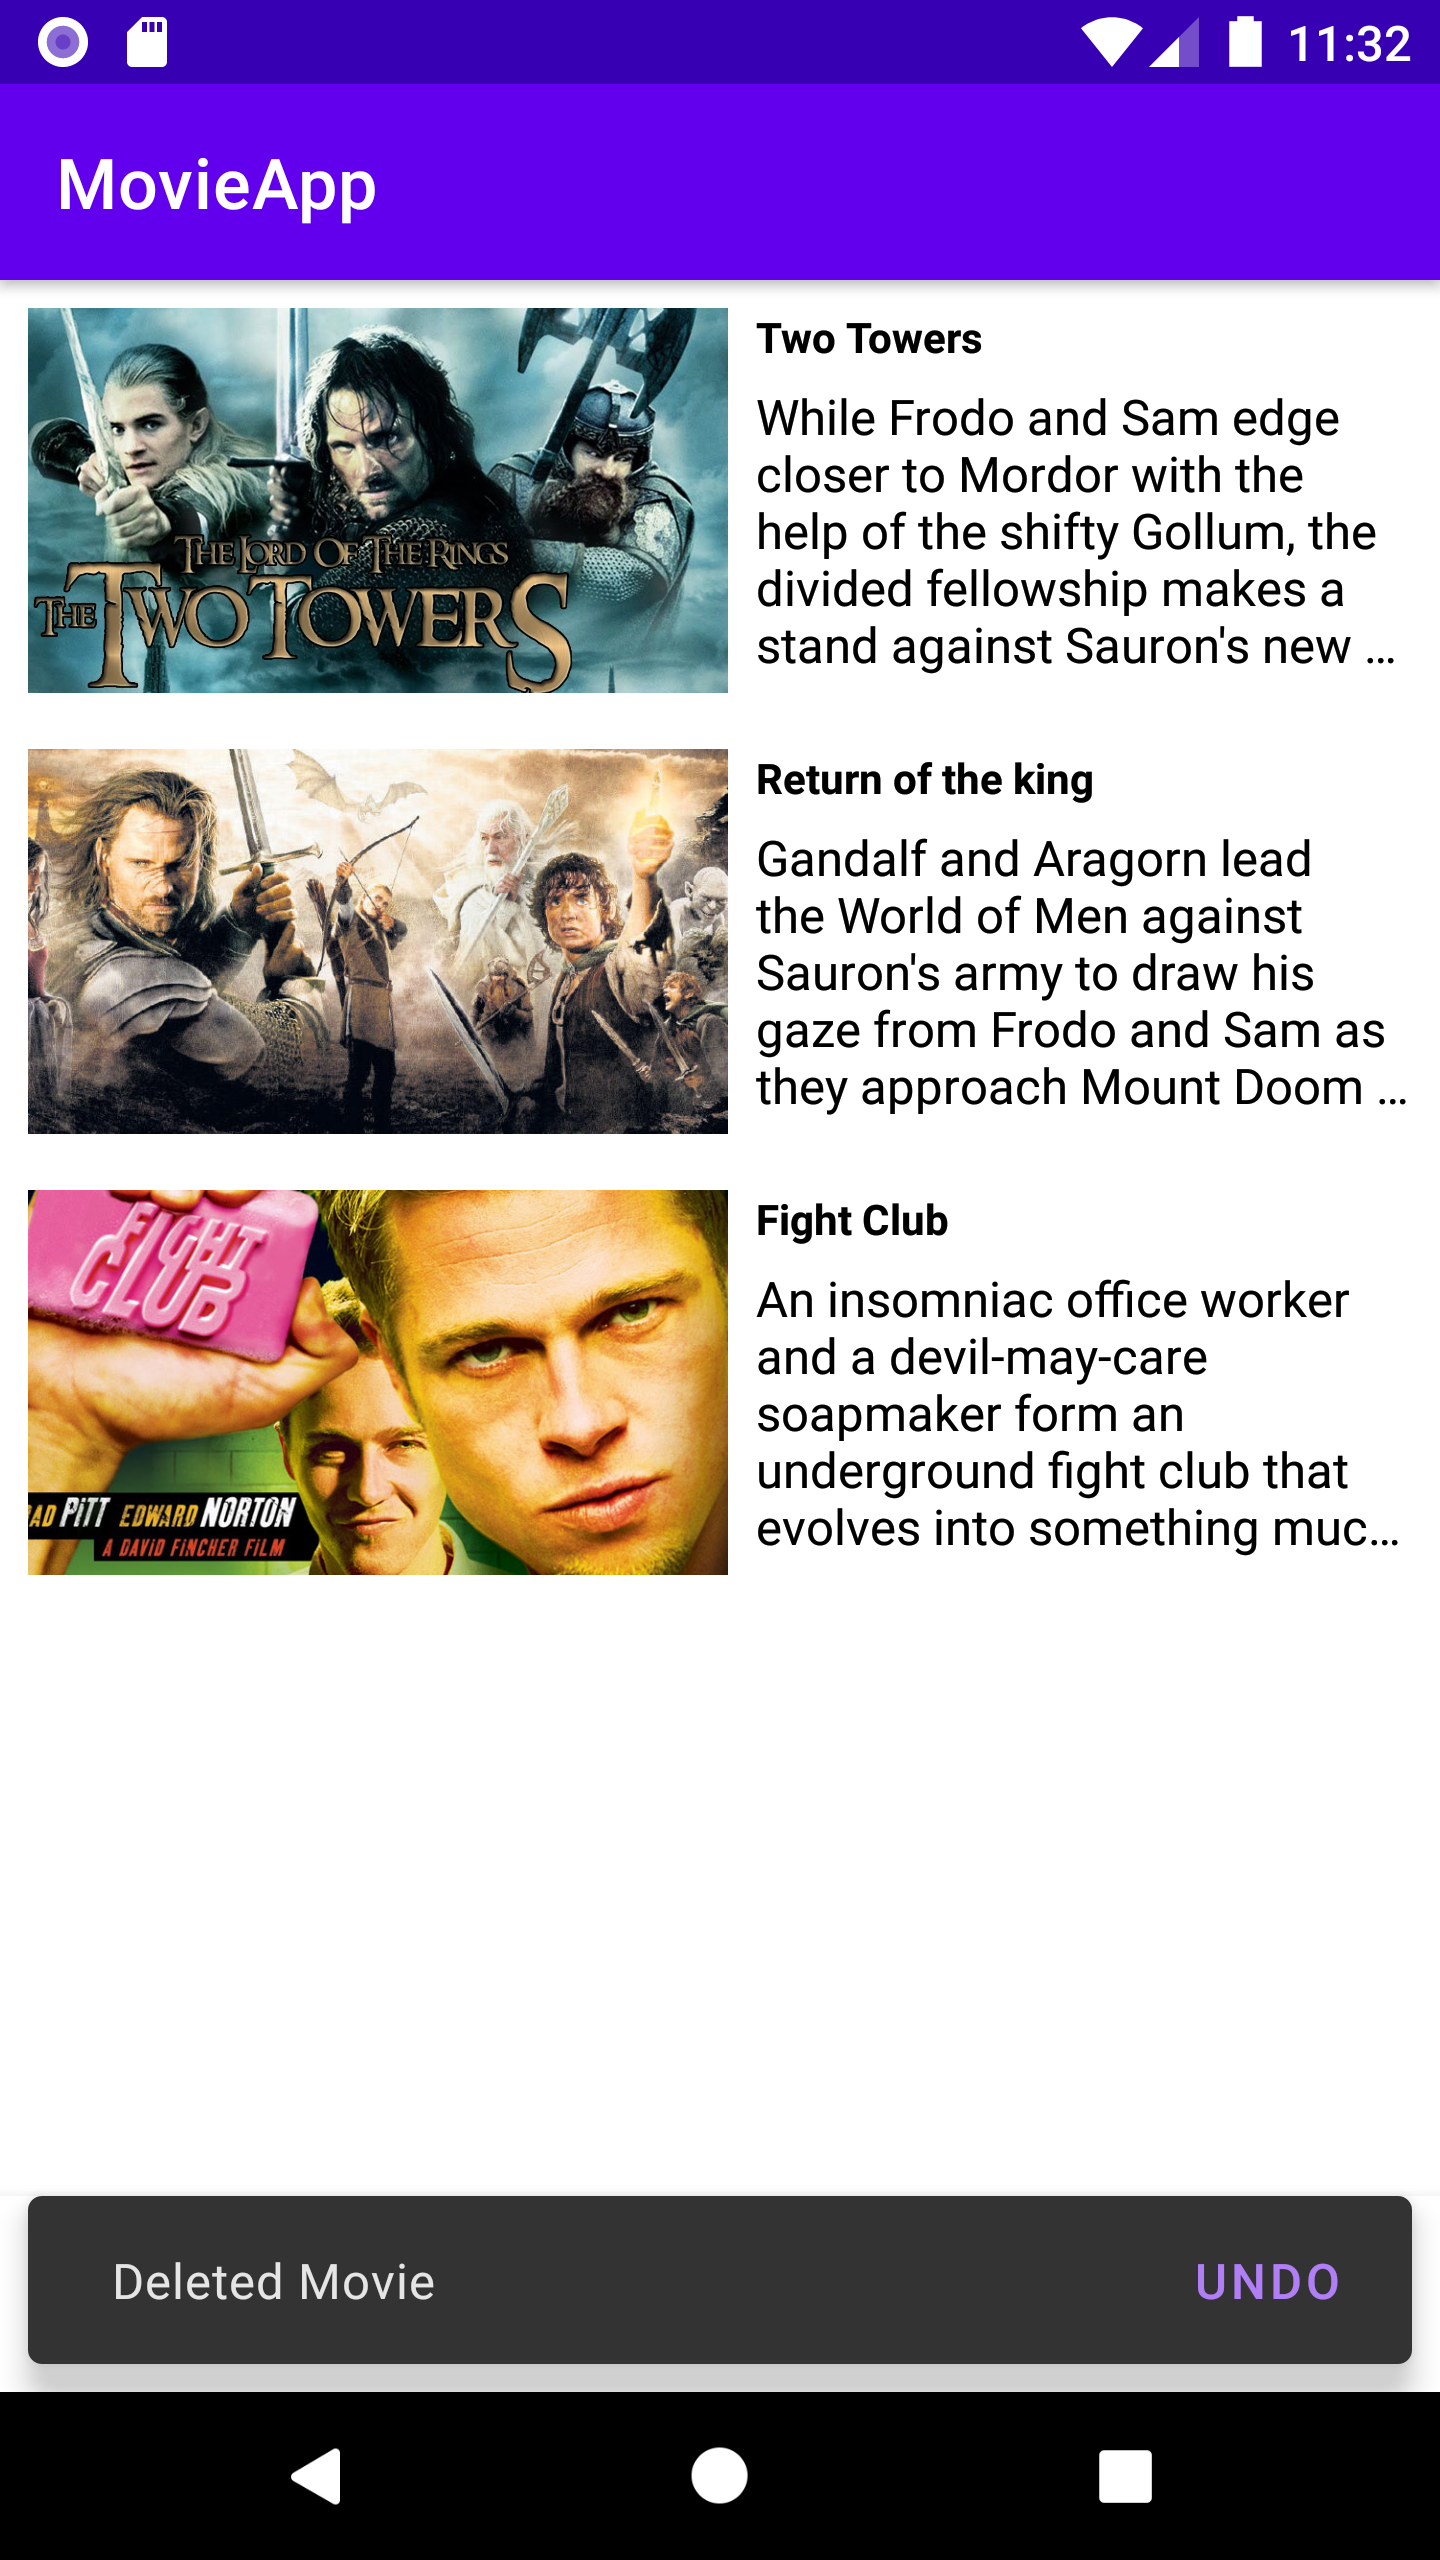 11:32
MovieApp
THE LORD OF THE RINGS
THE TWO TOWERS
Two Towers
While Frodo and Sam edge
closer to Mordor with the
help of the shifty Gollum, the
divided fellowship makes a
stand against Sauron's new ...
Return of the king
Gandalf and Aragorn lead
the World of Men against
Sauron's army to draw his
gaze from Frodo and Sam as
they approach Mount Doom ...
FIGHT
CLUB
AD PITT EDWARD NORTON
A DAVID FINCHER FILM
Fight Club
An insomniac office worker
and a devil-may-care
soapmaker form an
underground fight club that
evolves into something muc...
Deleted Movie
UNDO